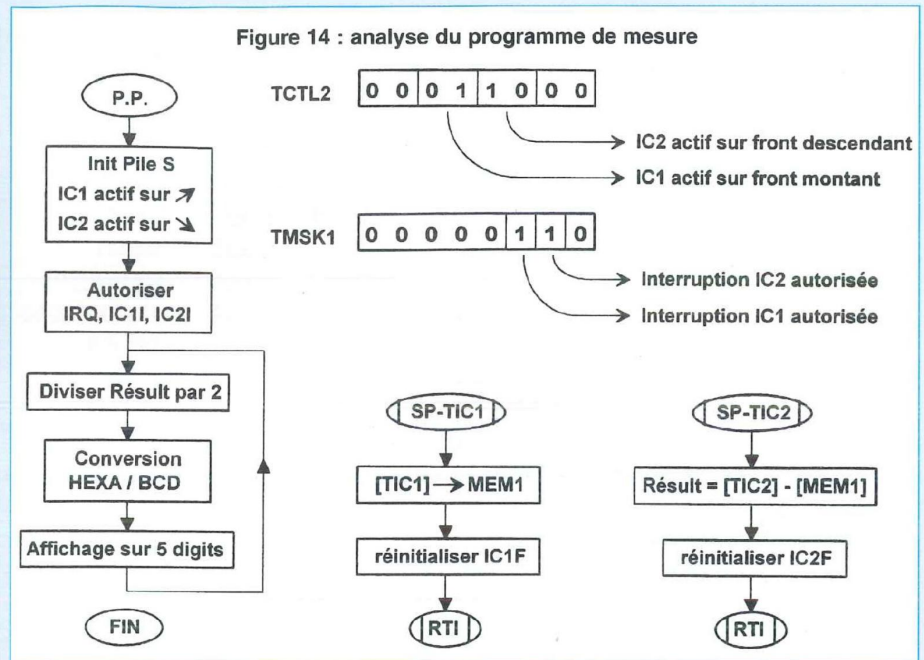 Figure 14 : analyse du programme de mesure
P.P.
Init Pile S
IC1 actif sur ↗
IC2 actif sur ↘
Autoriser
IRQ, IC1I, IC2I
Diviser Résult par 2
Conversion
HEXA / BCD
Affichage sur 5 digits
FIN
TCTL2 0 0 0 1 1 0 0 0
IC2 actif sur front descendant
IC1 actif sur front montant
TMSK1 0 0 0 0 0 1 1 0
Interruption IC2 autorisée
Interruption IC1 autorisée
SP-TIC1
[TIC1] → MEM1
réinitialiser IC1F
RTI
SP-TIC2
Résult = [TIC2] - [MEM1]
réinitialiser IC2F
RTI